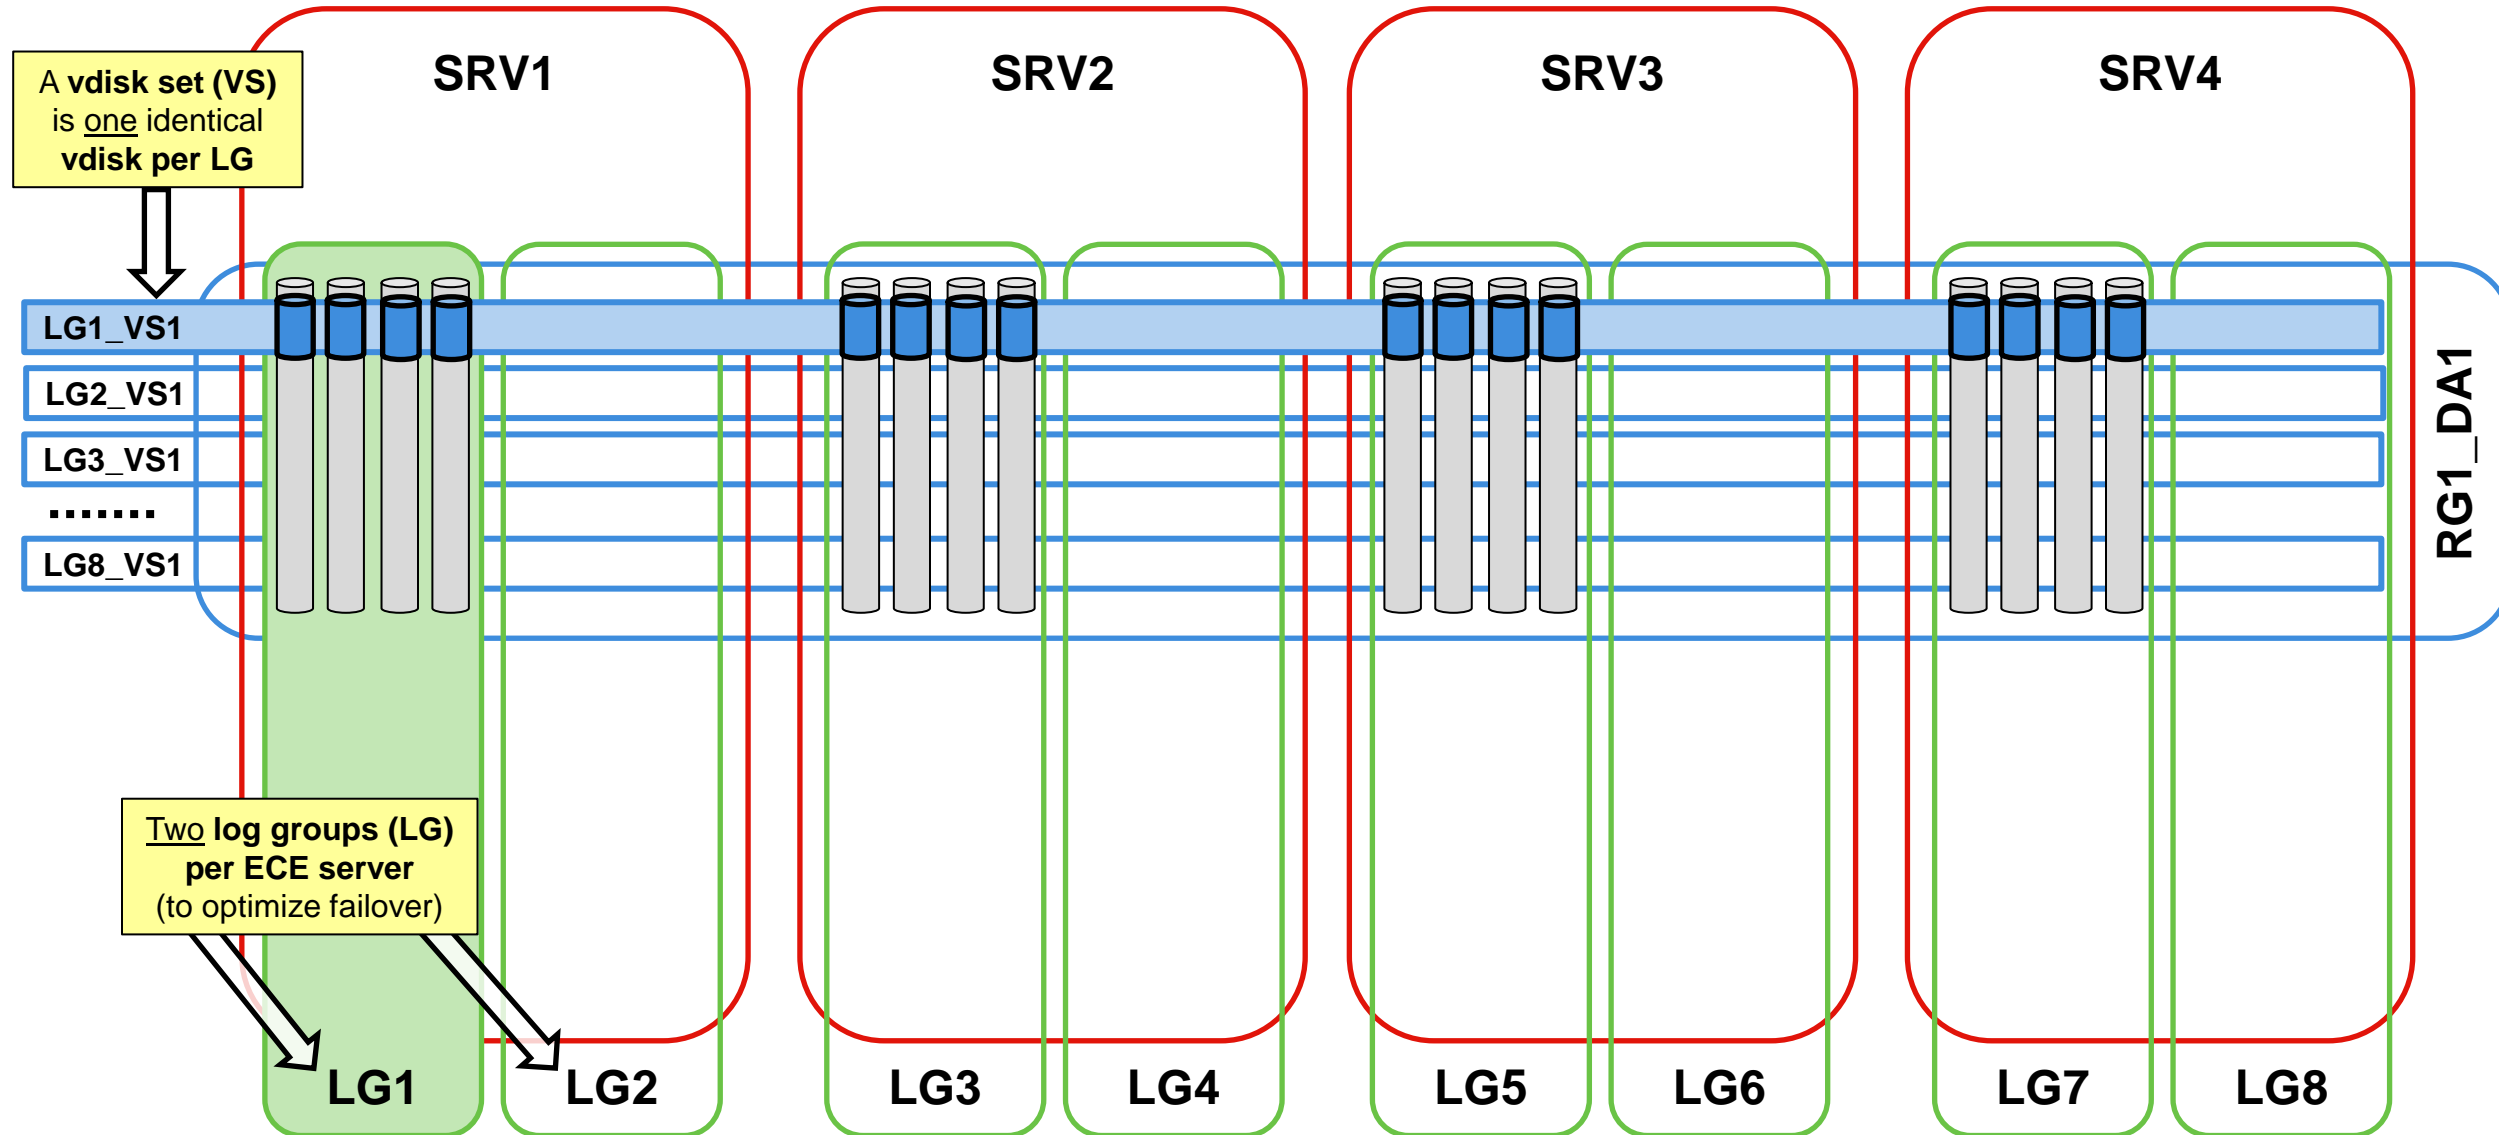 SRV1
SRV2
SRV3
SRV4
A vdisk set (VS)
is one identical
vdisk per LG
LG1_VS1
LG2_VS1
LG3_VS1
.......
LG8_VS1
RG1_DA1
Two log groups (LG)
per ECE server
(to optimize failover)
LG1
LG2
LG3
LG4
LG5
LG6
LG7
LG8